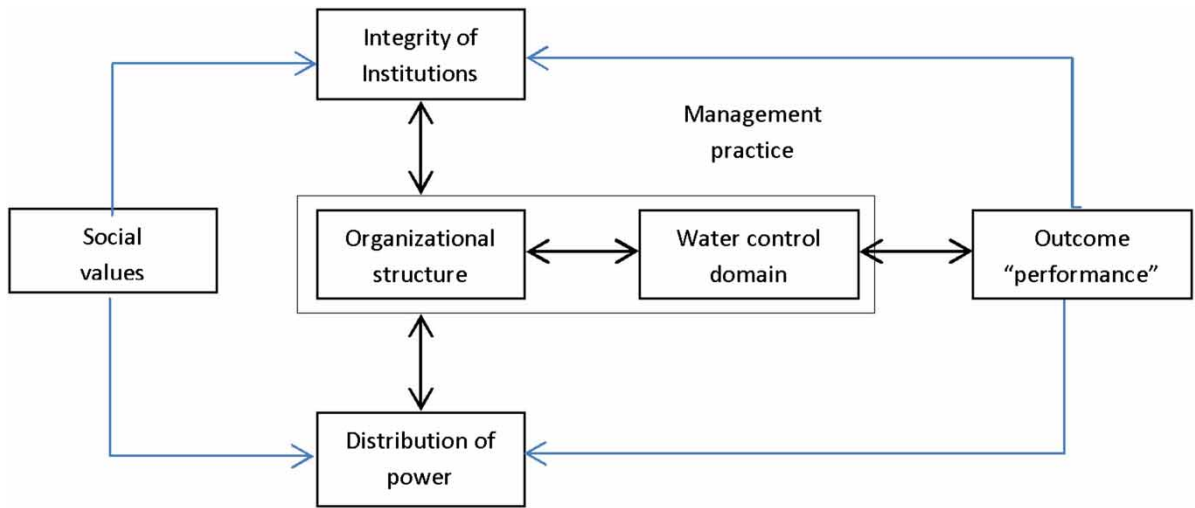 Integrity of
Institutions
Management
practice
Social
values
Organizational
structure
Water control
domain
Outcome
“performance”
Distribution of
power